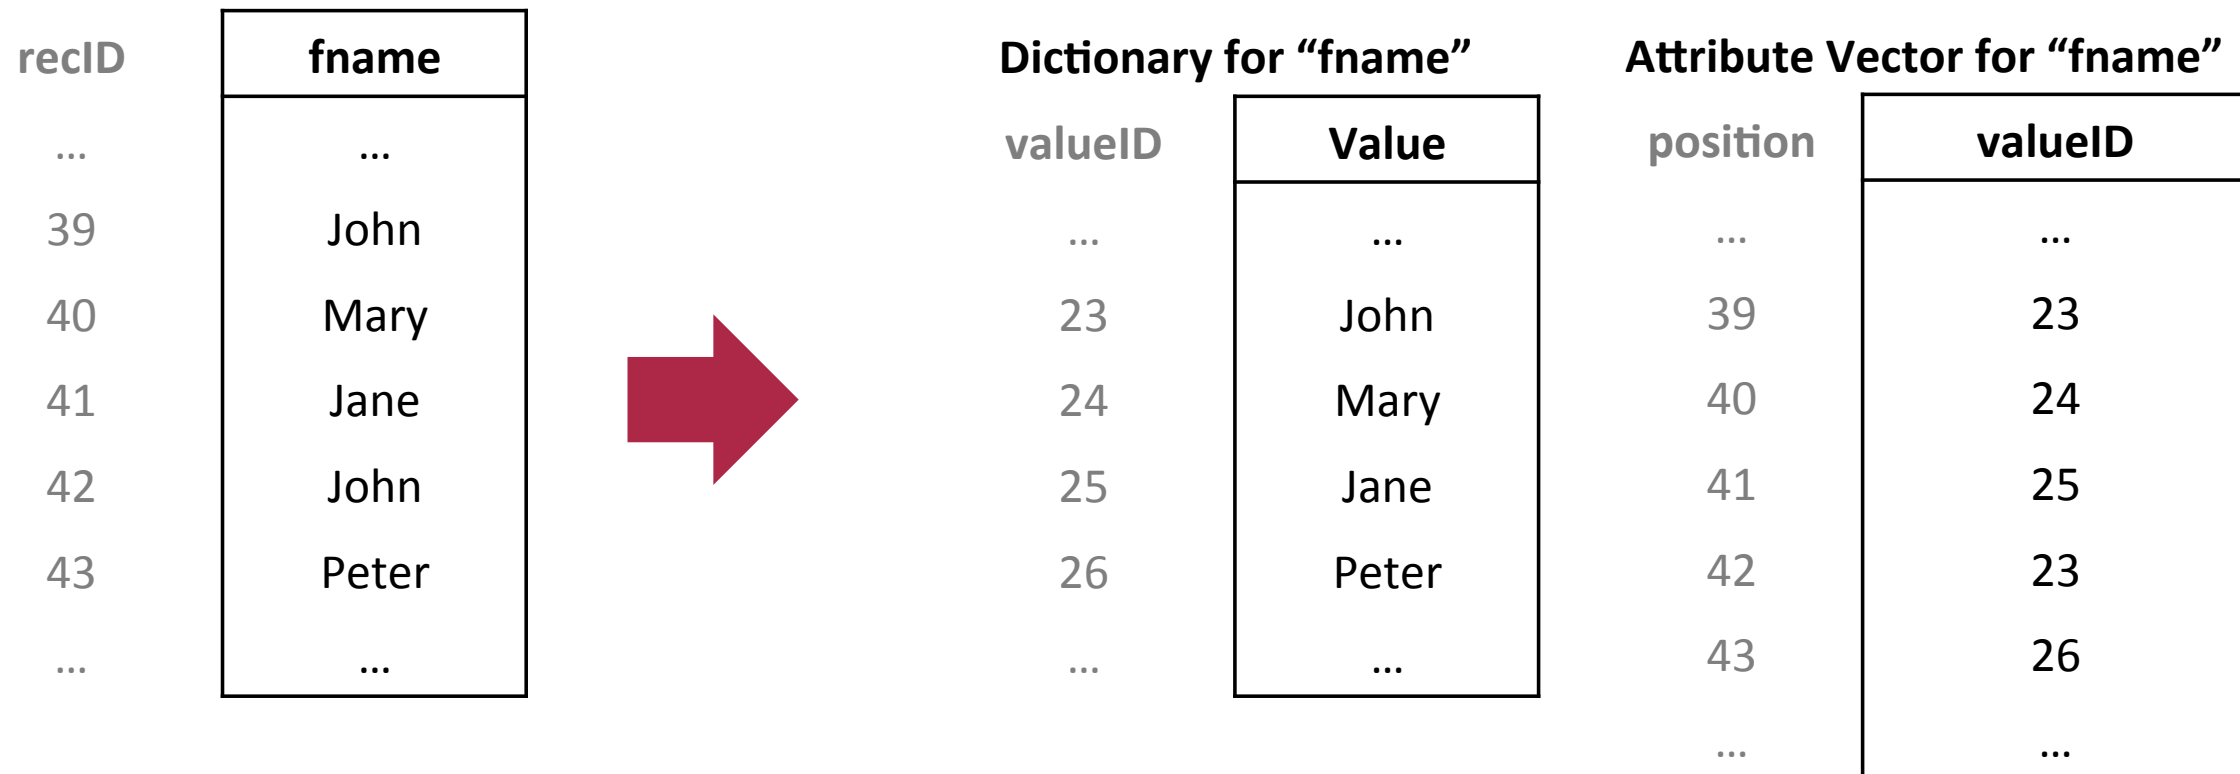 recID fname
... ...
39 John
40 Mary
41 Jane
42 John
43 Peter
... ...
Dictionary for “fname”
valueID Value
... ...
23 John
24 Mary
25 Jane
26 Peter
... ...
Attribute Vector for “fname”
position valueID
... ...
39 23
40 24
41 25
42 23
43 26
... ...